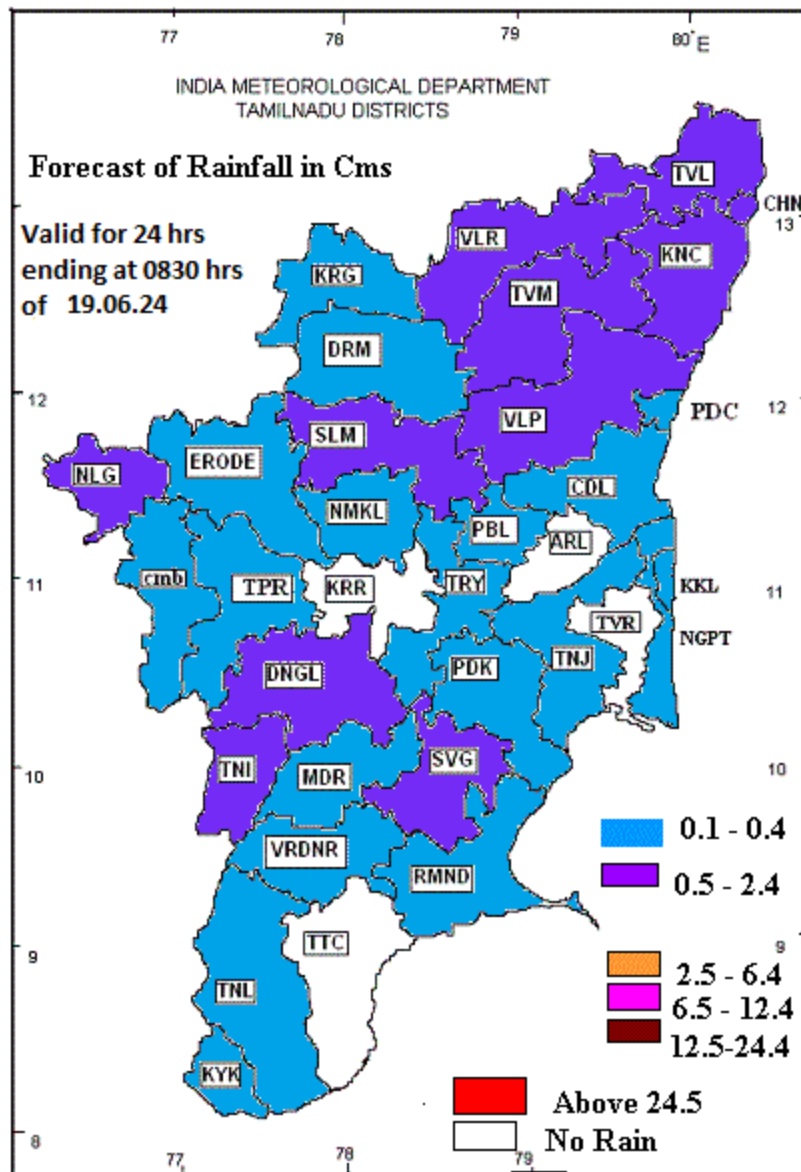 77 78 79 80°E
INDIA METEOROLOGICAL DEPARTMENT
TAMILNADU DISTRICTS
Forecast of Rainfall in Cms
TVL
CHN
Valid for 24 hrs
VLR
13
ending at 0830 hrs
KNC
KRG
of 19.06.24
TVM
DRM
12
12
PDC
VLP
SLM
ERODE
NLG
CDL
NMKL
PBL
ARL
11
cmb
TPR
KRR
TRY
KKL
11
TVR
NGPT
DNGL
PDK
TNJ
10
TNI
MDR
SVG
10
0.1 - 0.4
VRDNR
RMND
0.5 - 2.4
9
TTC
9
2.5 - 6.4
TNL
6.5 - 12.4
12.5-24.4
KYK
Above 24.5
8
No Rain
77 78 79